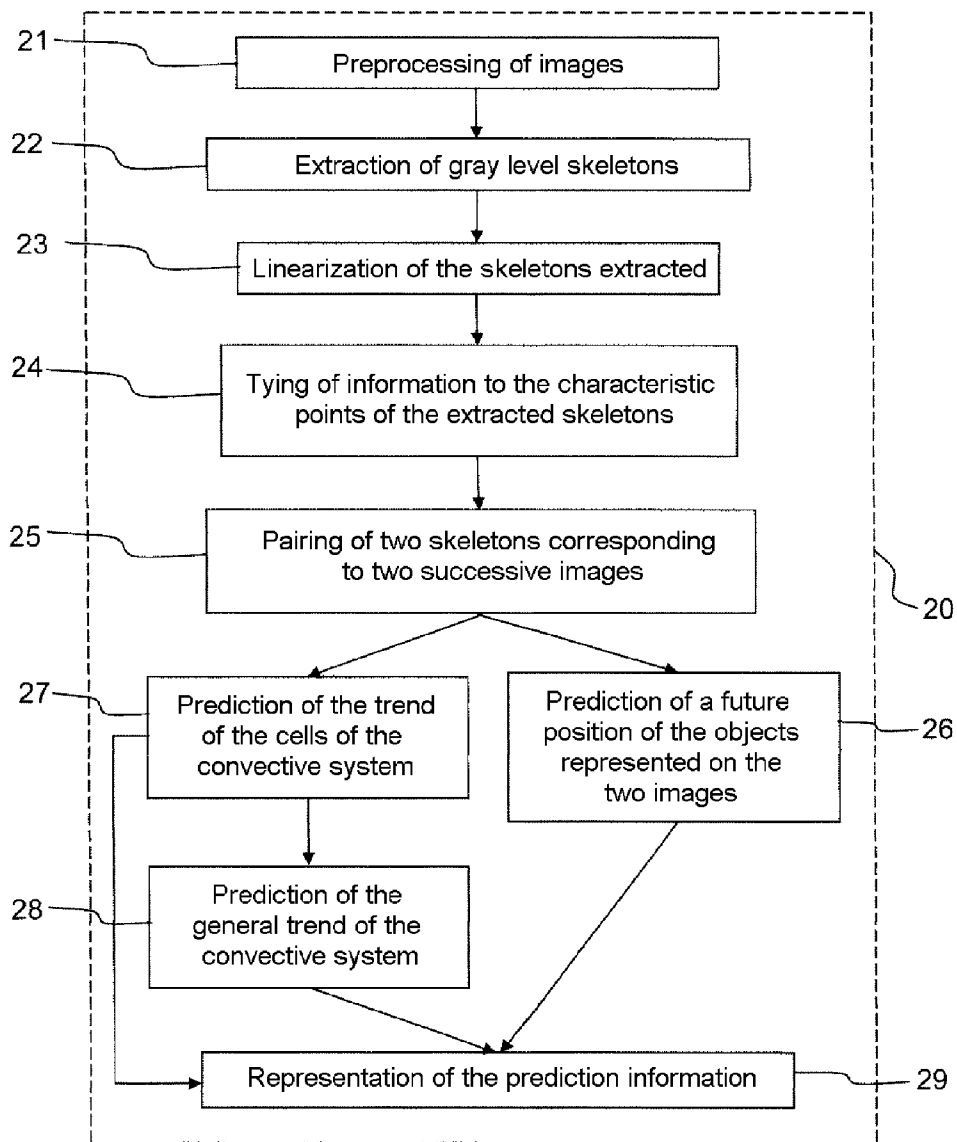 21
Preprocessing of images
22
Extraction of gray level skeletons
23
Linearization of the skeletons extracted
24
Tying of information to the characteristic
points of the extracted skeletons
25
Pairing of two skeletons corresponding
to two successive images
20
27
Prediction of the trend
of the cells of the
convective system
Prediction of a future
position of the objects
represented on the
two images
26
28
Prediction of the
general trend of the
convective system
Representation of the prediction information
29